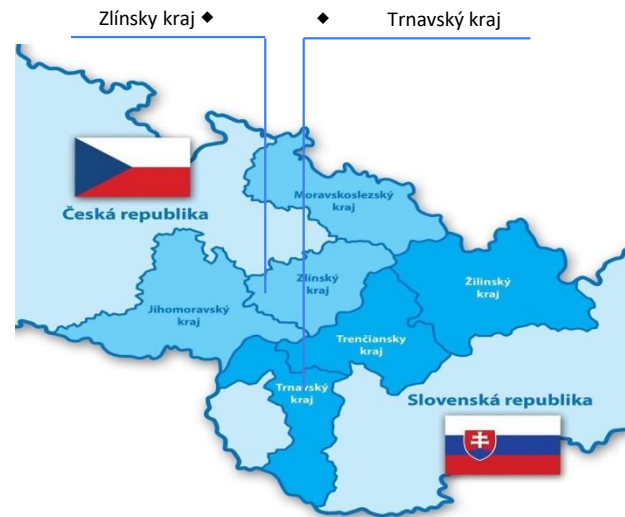 Zlínsky kraj ◆
◆ Trnavský kraj
Moravskoslezský
kraj
Česká republika
Zlínský
kraj
Žilinský
kraj
Jihomoravský
kraj
Trenčiansky
kraj
Trnavský
kraj
Slovenská republika